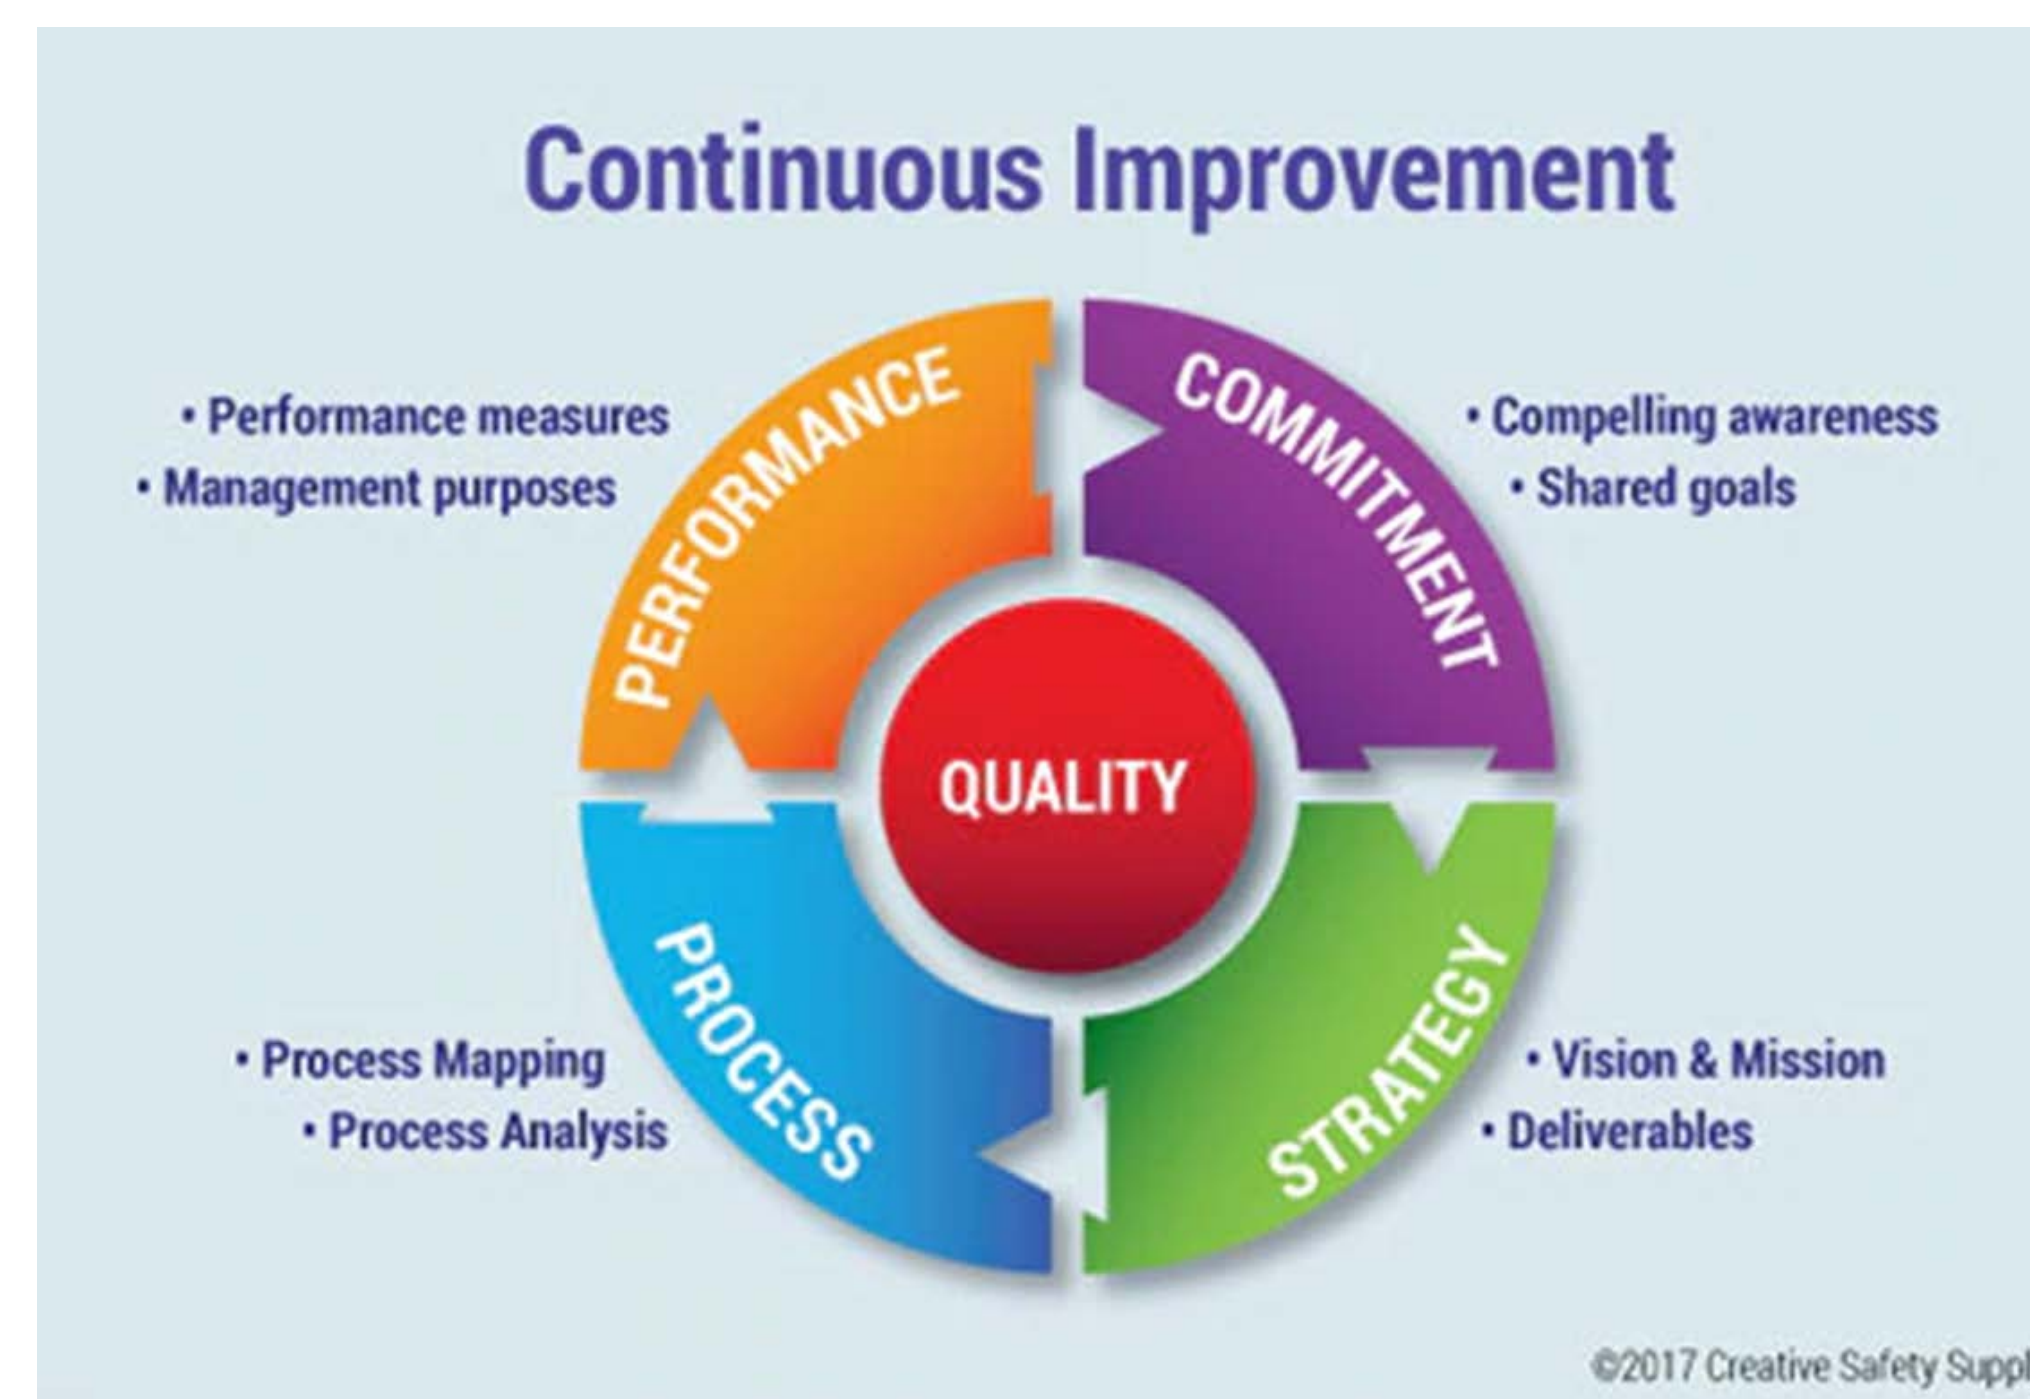 Continuous Improvement
PERFORMANCE
• Performance measures
• Management purposes
COMMITMENT
• Compelling awareness
• Shared goals
QUALITY
PROCESS
• Process Mapping
• Process Analysis
STRATEGY
• Vision & Mission
• Deliverables
©2017 Creative Safety Suppl